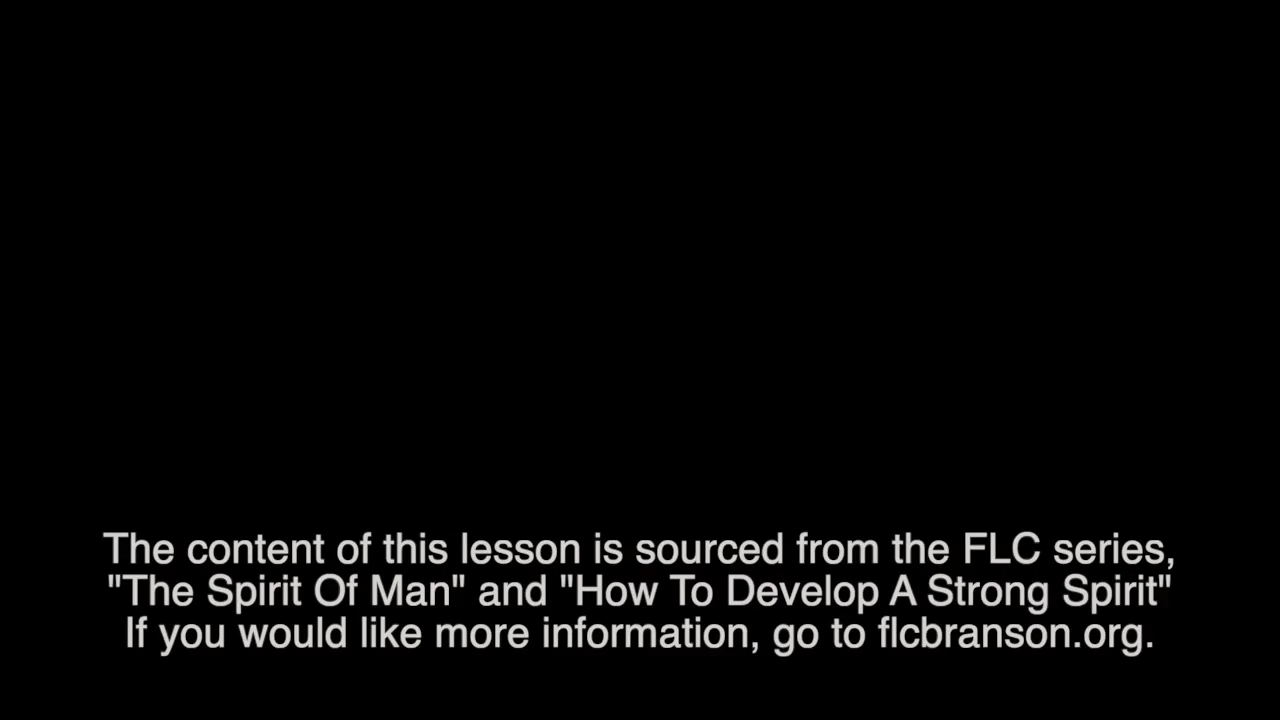 The content of this lesson is sourced from the FLC series,
"The Spirit Of Man" and "How To Develop A Strong Spirit"
If you would like more information, go to flcbranson.org.